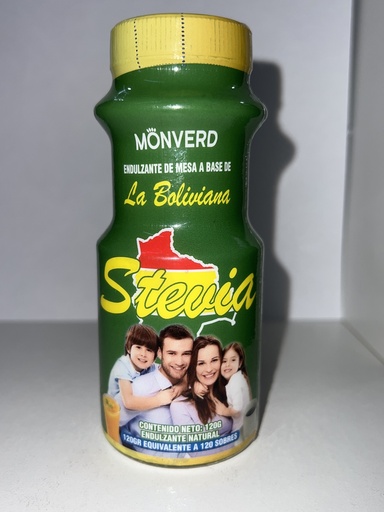 MONVERD
ENDULZANTE DE MESA A BASE DE
La Boliviana
Stevia
CONTENIDO NETO: 120G
ENDULZANTE NATURAL
120GR EQUIVALENTE A 120 SOBRES